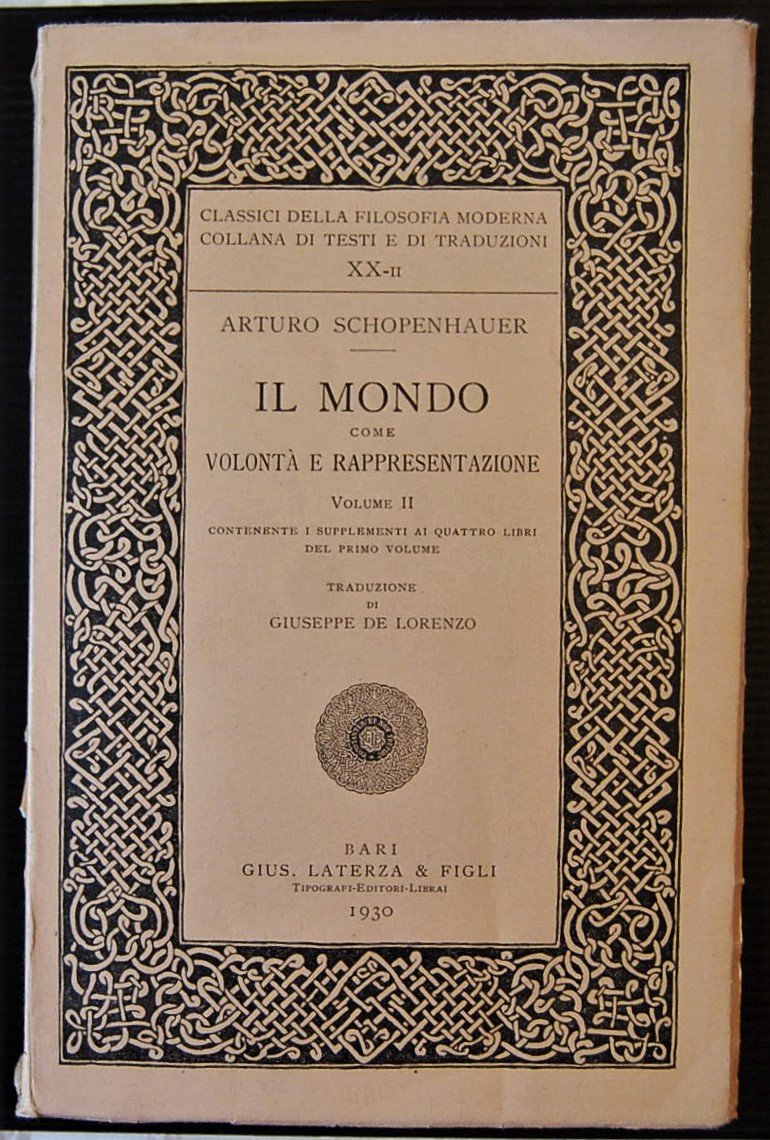 CLASSICI DELLA FILOSOFIA MODERNA
COLLANA DI TESTI E DI TRADUZIONI
XX-II
ARTURO SCHOPENHAUER
IL MONDO
COME
VOLONTÀ E RAPPRESENTAZIONE
VOLUME II
CONTENENTE I SUPPLEMENTI AI QUATTRO LIBRI
DEL PRIMO VOLUME
TRADUZIONE
DI
GIUSEPPE DE LORENZO
BARI
GIUS. LATERZA & FIGLI
TIPOGRAFI-EDITORI-LIBRAI
1930